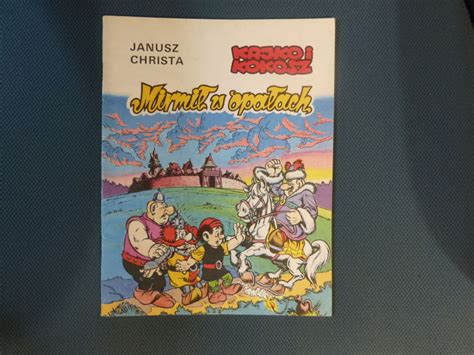 JANUSZ
CHRISTA
KAJKO i
KOKOSZ
Mirmił w opałach